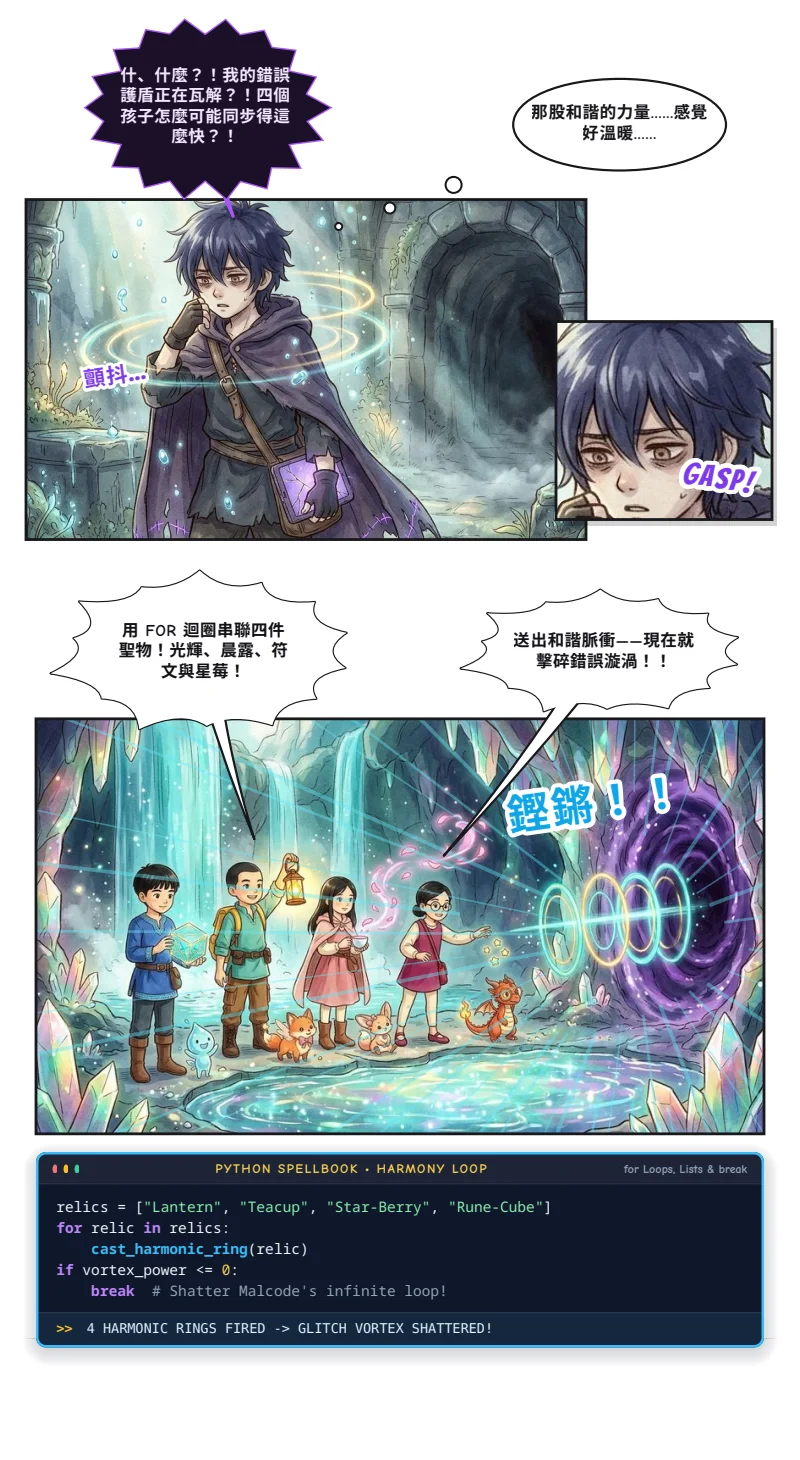 什、什麼？！我的錯誤
護盾正在瓦解？！四個
孩子怎麼可能同步得這
麼快？！
那股和諧的力量……感覺
好溫暖……
顫抖…
GASP!
用 FOR 迴圈串聯四件
聖物！光輝、晨露、符
文與星莓！
送出和諧脈衝——現在就
擊碎錯誤漩渦！！
鏗鏘！！
PYTHON SPELLBOOK • HARMONY LOOP
for Loops, Lists & break
relics = ["Lantern", "Teacup", "Star-Berry", "Rune-Cube"]
for relic in relics:
    cast_harmonic_ring(relic)
if vortex_power <= 0:
    break  # Shatter Malcode's infinite loop!
>> 4 HARMONIC RINGS FIRED -> GLITCH VORTEX SHATTERED!